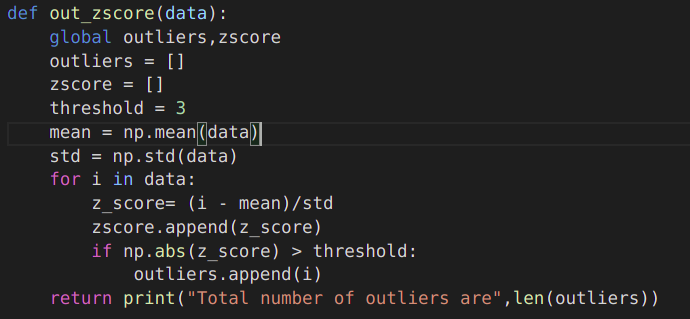 def out_zscore(data):
    global outliers,zscore
    outliers = []
    zscore = []
    threshold = 3
    mean = np.mean(data)
    std = np.std(data)
    for i in data:
        z_score= (i - mean)/std
        zscore.append(z_score)
        if np.abs(z_score) > threshold:
            outliers.append(i)
    return print("Total number of outliers are",len(outliers))